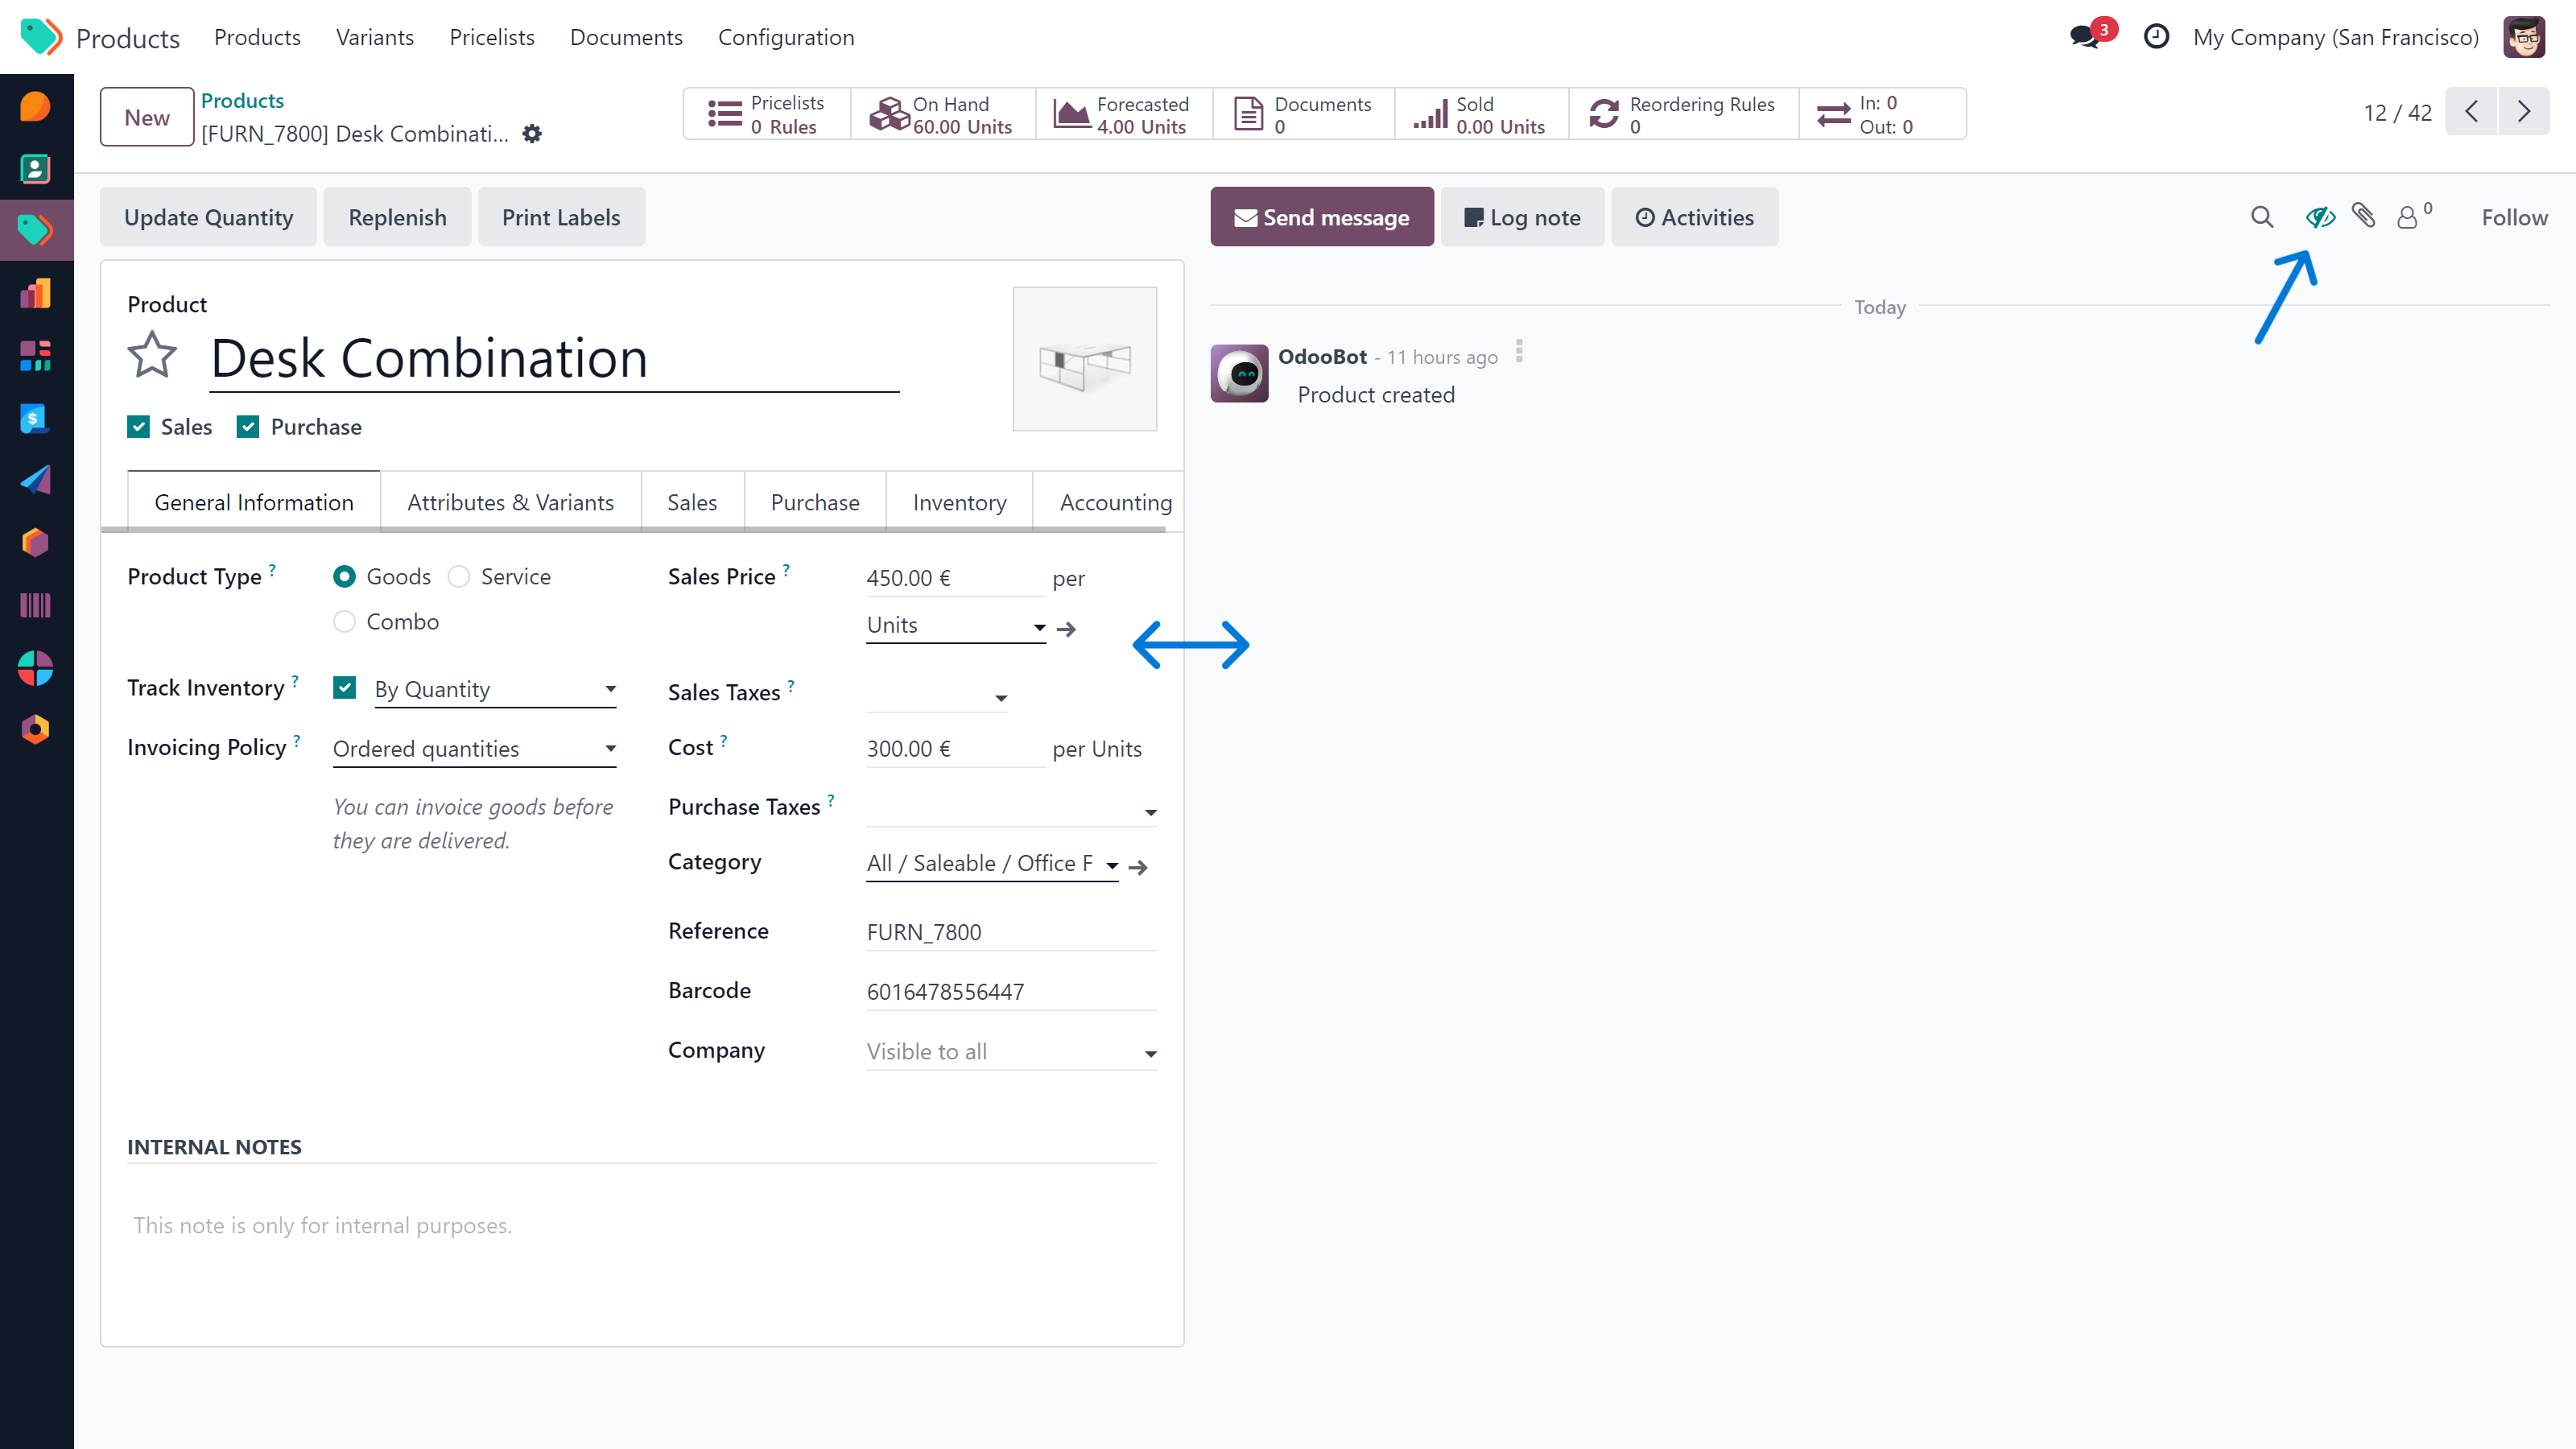 Products Products Variants Pricelists Documents Configuration 3 My Company (San Francisco)
New Products
[FURN_7800] Desk Combinati...
Pricelists
0 Rules
On Hand
60.00 Units
Forecasted
4.00 Units
Documents
0
Sold
0.00 Units
Reordering Rules
0
In: 0
Out: 0
12 / 42
Update Quantity Replenish Print Labels
Send message Log note Activities 0 Follow
Product
Desk Combination
Sales Purchase
General Information Attributes & Variants Sales Purchase Inventory Accounting
Product Type ? Goods Service
Combo
Track Inventory ? By Quantity
Invoicing Policy ? Ordered quantities
You can invoice goods before
they are delivered.
Sales Price ? 450.00 € per
Units
Sales Taxes ?
Cost ? 300.00 € per Units
Purchase Taxes ?
Category All / Saleable / Office F
Reference FURN_7800
Barcode 6016478556447
Company Visible to all
INTERNAL NOTES
This note is only for internal purposes.
Today
OdooBot - 11 hours ago
Product created